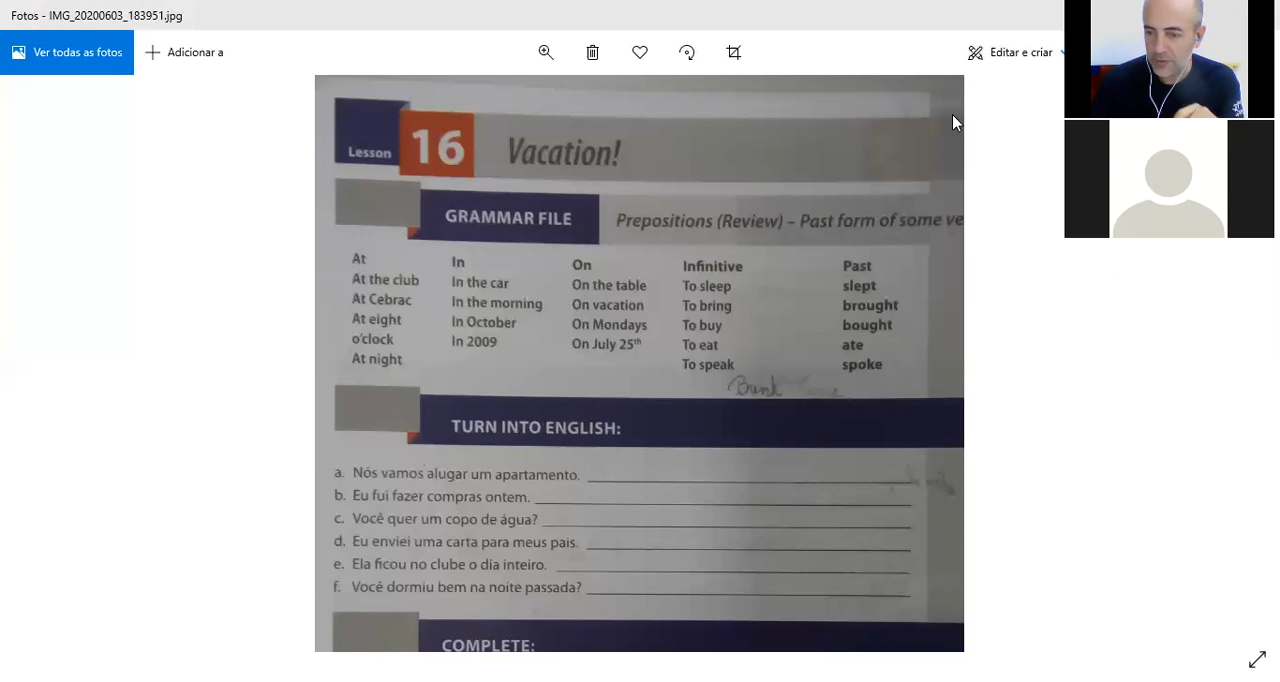 Fotos - IMG_20200603_183951.jpg
Ver todas as fotos
Adicionar a
Editar e criar
Lesson 16 Vacation!
GRAMMAR FILE
Prepositions (Review) – Past form of some ve
At
At the club
At Cebrac
At eight
o'clock
At night
In
In the car
In the morning
In October
In 2009
On
On the table
On vacation
On Mondays
On July 25th
Infinitive
To sleep
To bring
To buy
To eat
To speak
Past
slept
brought
bought
ate
spoke
TURN INTO ENGLISH:
a. Nós vamos alugar um apartamento.
b. Eu fui fazer compras ontem.
c. Você quer um copo de água?
d. Eu enviei uma carta para meus pais.
e. Ela ficou no clube o dia inteiro.
f. Você dormiu bem na noite passada?
COMPLETE: